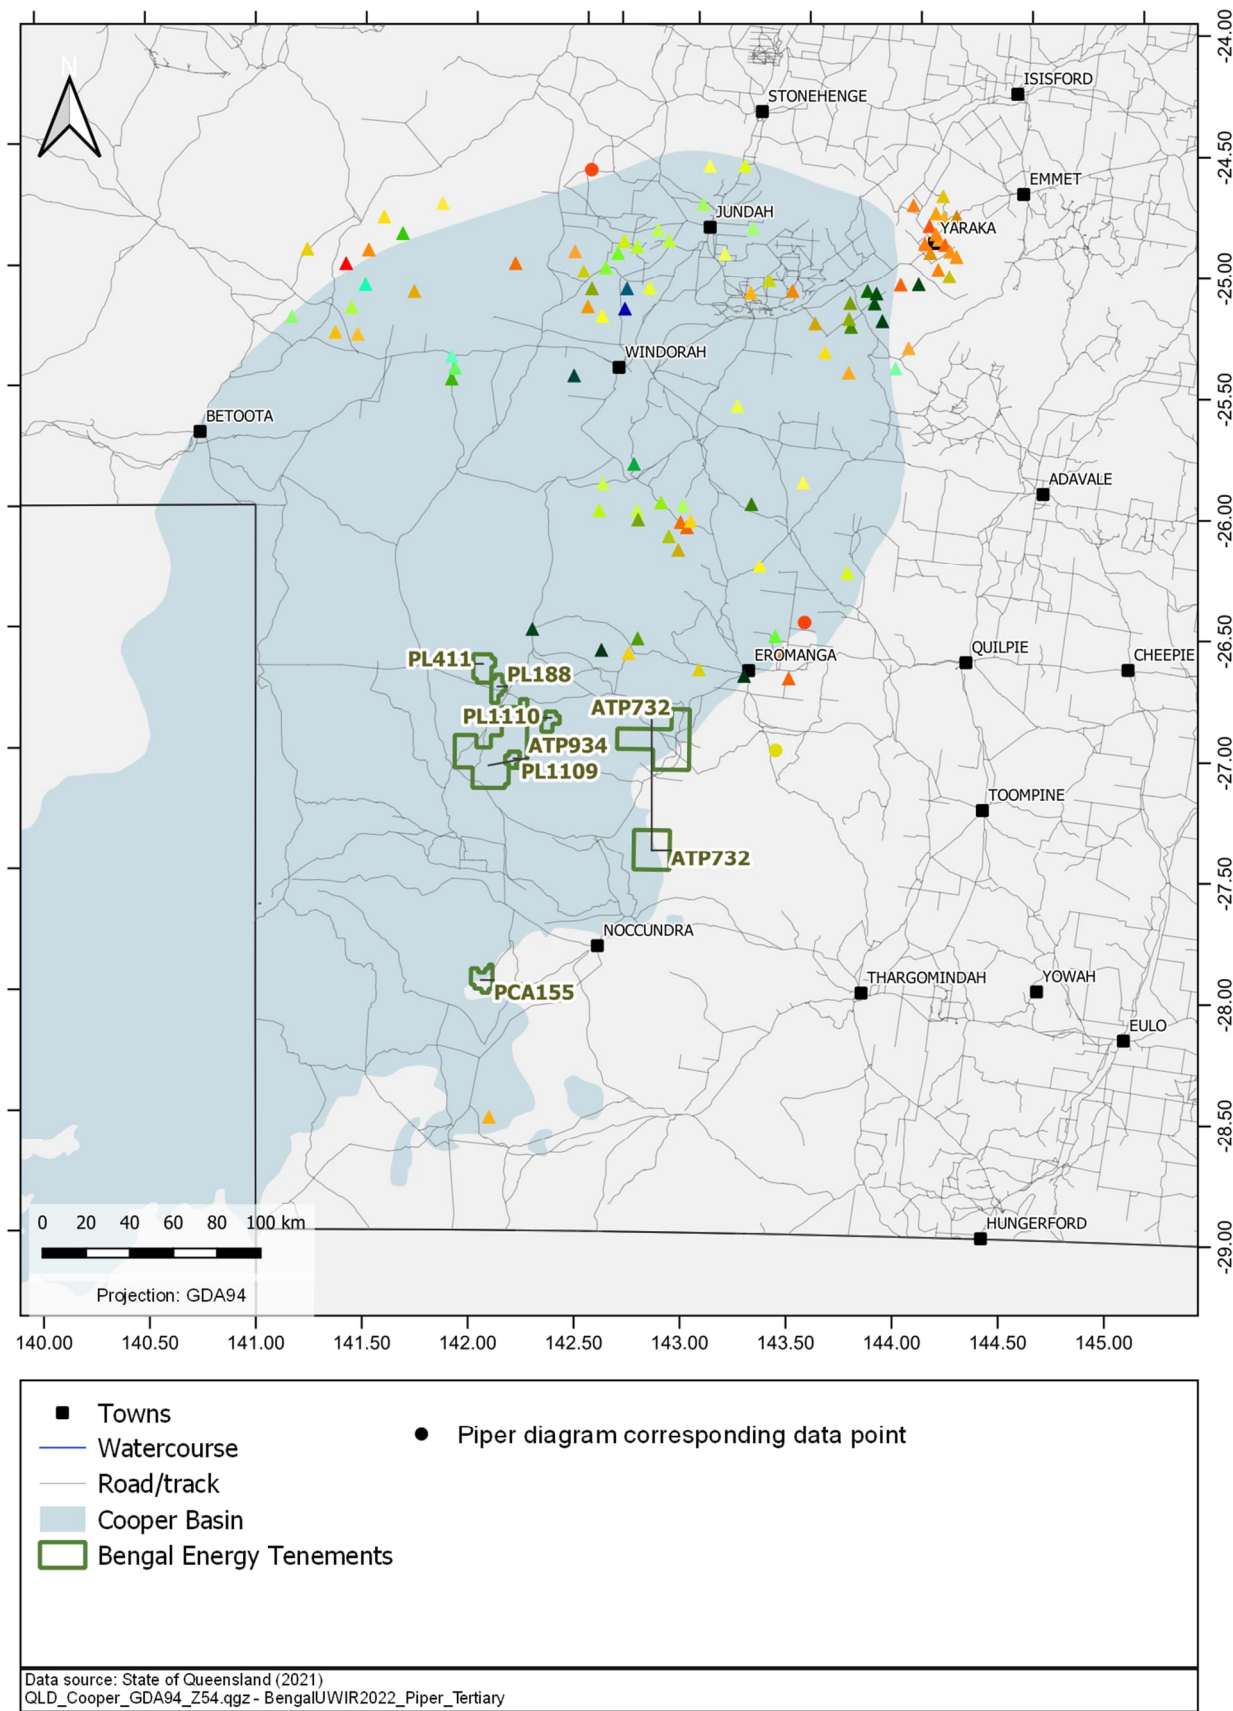 N
ISISFORD
STONEHENGE
EMMET
JUNDAH
YARAKA
WINDORAH
BETOOTA
ADAVALE
EROMANGA
QUILPIE
CHEEPIE
PL411
PL188
PL1110
ATP732
ATP934
PL1109
TOOMPINE
ATP732
NOCCUNDRA
THARGOMINDAH
YOWAH
PCA155
EULO
HUNGERFORD
-24.00
-24.50
-25.00
-25.50
-26.00
-26.50
-27.00
-27.50
-28.00
-28.50
-29.00
0 20 40 60 80 100 km
Projection: GDA94
140.00 140.50 141.00 141.50 142.00 142.50 143.00 143.50 144.00 144.50 145.00
Towns
Watercourse
Road/track
Cooper Basin
Bengal Energy Tenements
Piper diagram corresponding data point
Data source: State of Queensland (2021)
QLD_Cooper_GDA94_Z54.qgz - BengalUWIR2022_Piper_Tertiary